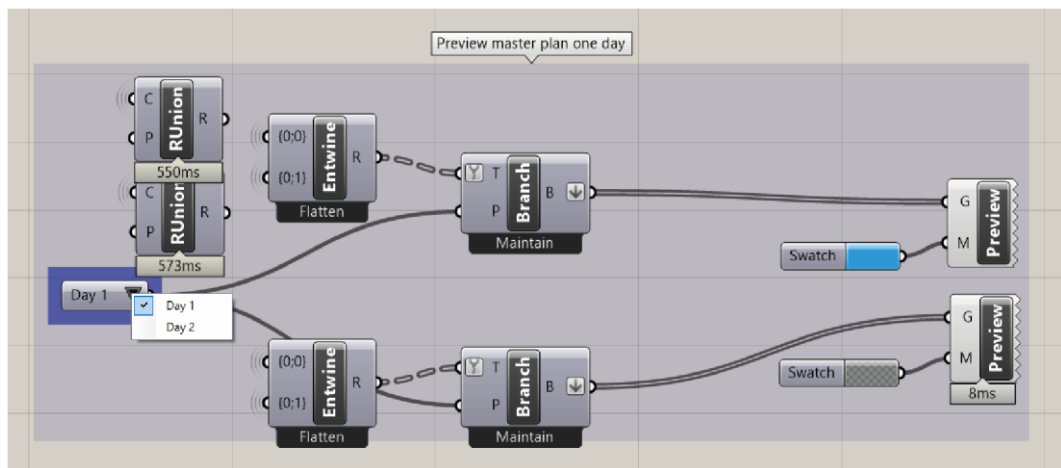 Preview master plan one day
C
P
RUnion
R
550ms
C
P
RUnion
R
573ms
{0;0}
{0;1}
Entwine
R
Flatten
T
P
Branch
B
Maintain
G
M
Preview
Swatch
Day 1
Day 1
Day 2
{0;0}
{0;1}
Entwine
R
Flatten
T
P
Branch
B
Maintain
G
M
Preview
8ms
Swatch